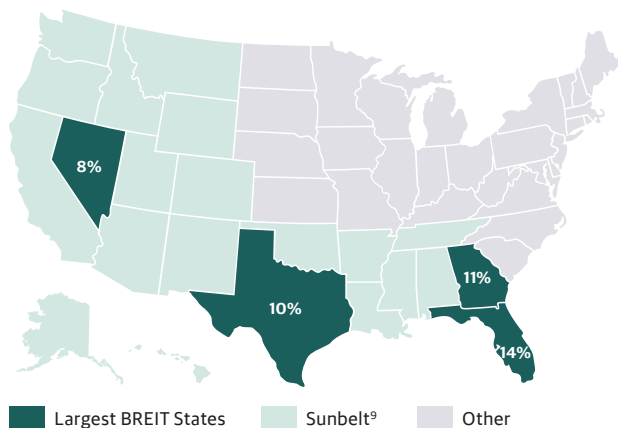 8%
11%
10%
14%
Largest BREIT States
Sunbelt⁹
Other